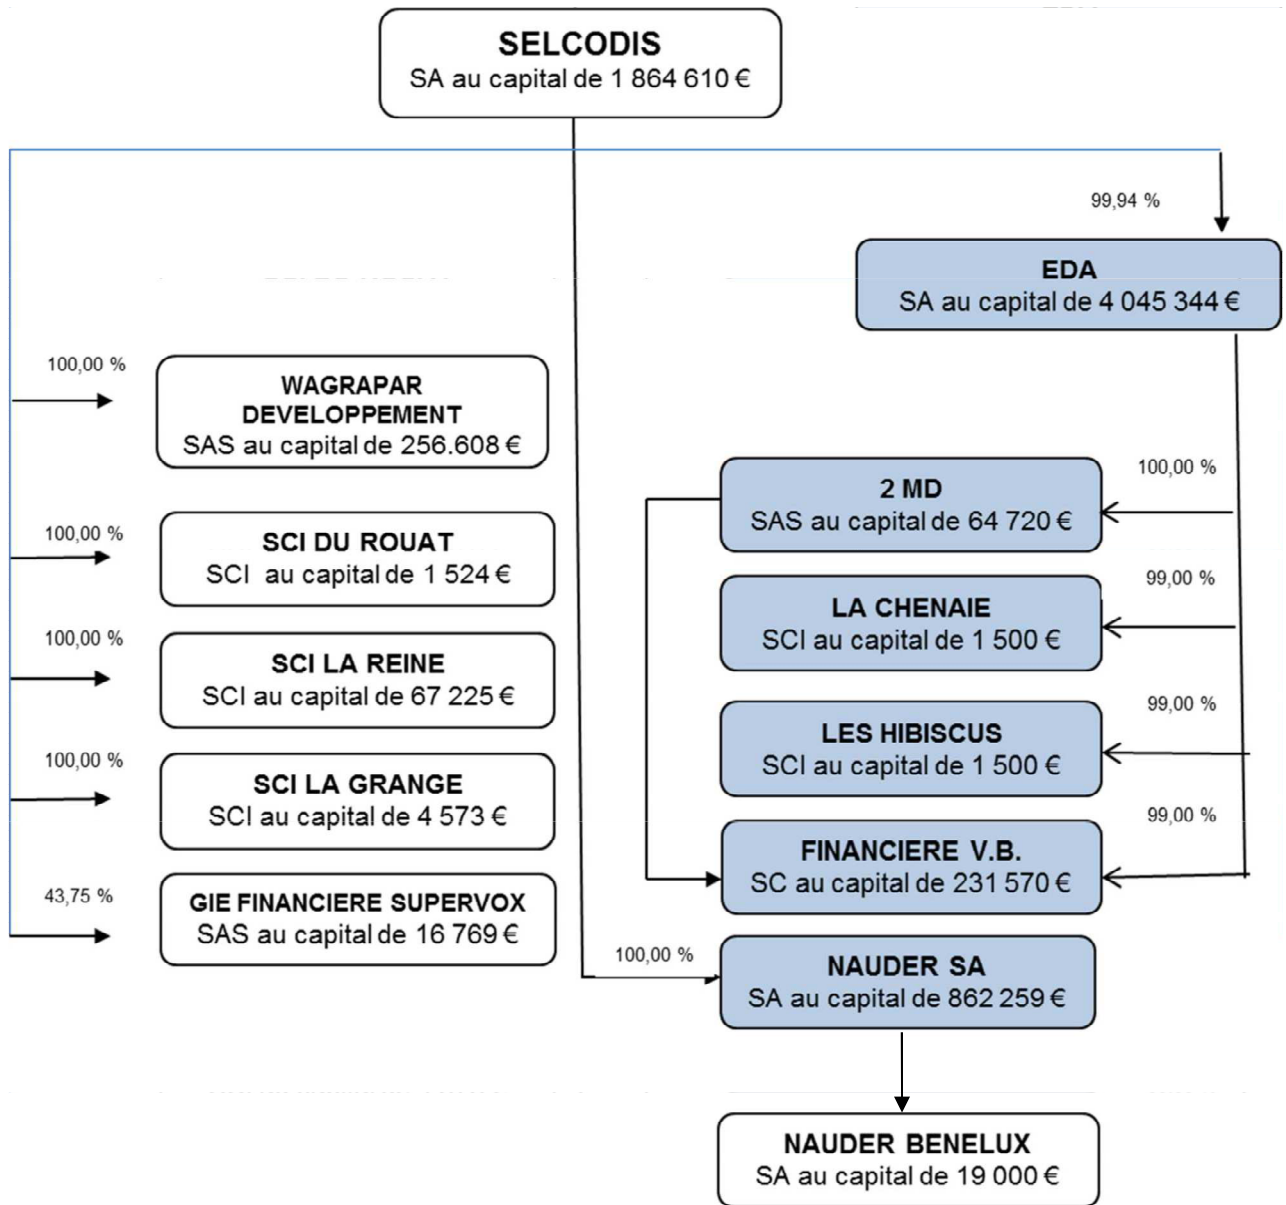 SELCODIS
SA au capital de 1 864 610 €
99,94 %
EDA
SA au capital de 4 045 344 €
100,00 %
WAGRAPAR
DEVELOPPEMENT
SAS au capital de 256.608 €
100,00 %
SCI DU ROUAT
SCI au capital de 1 524 €
100,00 %
SCI LA REINE
SCI au capital de 67 225 €
100,00 %
SCI LA GRANGE
SCI au capital de 4 573 €
43,75 %
GIE FINANCIERE SUPERVOX
SAS au capital de 16 769 €
2 MD
SAS au capital de 64 720 €
100,00 %
LA CHENAIE
SCI au capital de 1 500 €
99,00 %
LES HIBISCUS
SCI au capital de 1 500 €
99,00 %
FINANCIERE V.B.
SC au capital de 231 570 €
99,00 %
100,00 %
NAUDER SA
SA au capital de 862 259 €
NAUDER BENELUX
SA au capital de 19 000 €